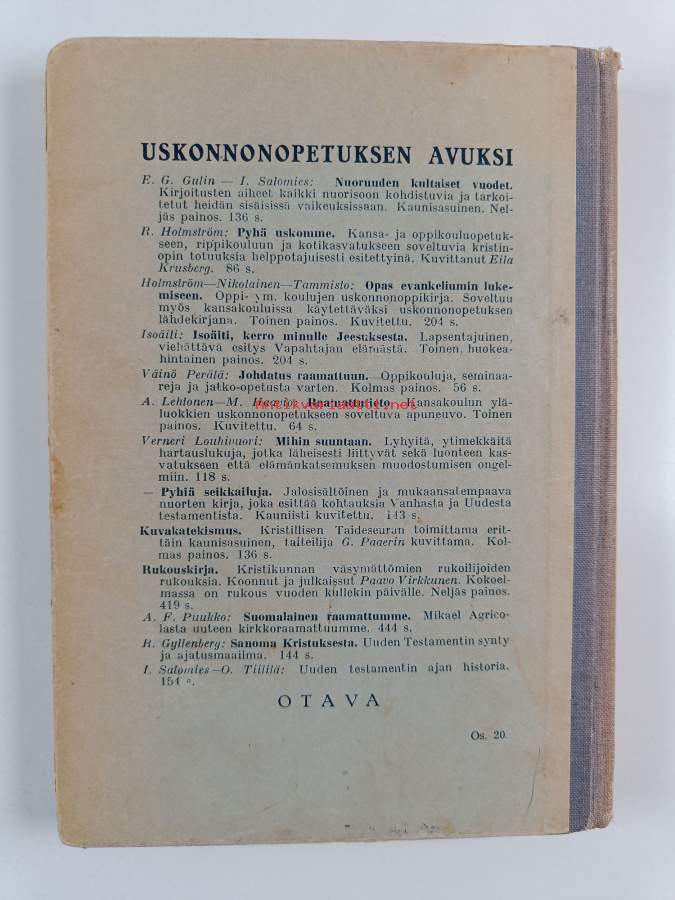 USKONNONOPETUKSEN AVUKSI
E. G. Gulin — I. Salomies: Nuoruuden kultaiset vuodet.
Kirjoitusten aiheet kaikki nuorisoon kohdistuvia ja tarkoi-
tetut heidän sisäisissä vaikeuksissaan. Kaunisasuinen. Nel-
jäs painos. 136 s.
R. Holmström: Pyhä uskomme. Kansa- ja oppikouluopetuk-
seen, rippikouluun ja kotikasvatukseen soveltuvia kristin-
opin totuuksia helppotajuisesti esitettyinä. Kuvittanut Eila
Krusberg. 86 s.
Holmström—Nikolainen—Tammisto: Opas evankeliumin luke-
miseen. Oppi- ym. koulujen uskonnonoppikirja. Soveltuu
myös kansakouluissa käytettäväksi uskonnonopetuksen
lähdekirjana. Toinen painos. Kuvitettu. 204 s.
Isoäiti: Isoäiti, kerro minulle Jeesuksesta. Lapsentajuinen,
viehättävä esitys Vapahtajan elämästä. Toinen, huokea-
hintainen painos. 204 s.
Väinö Perälä: Johdatus raamattuun. Oppikouluja, seminaa-
reja ja jatko-opetusta varten. Kolmas painos. 56 s.
A. Lehtonen—M. Haavio: Raamattutieto. Kansakoulun ylä-
antikvariaatti.net
luokkien uskonnonopetukseen soveltuva apuneuvo. Toinen
painos. Kuvitettu. 64 s.
Verneri Louhivuori: Mihin suuntaan. Lyhyitä, ytimekkäitä
hartauslukuja, jotka läheisesti liittyvät sekä luonteen kas-
vatukseen että elämänkatsomuksen muodostumisen ongel-
miin. 118 s.
— Pyhiä seikkailuja. Jalosisältöinen ja mukaansatempaava
nuorten kirja, joka esittää kohtauksia Vanhasta ja Uudesta
testamentista. Kauniisti kuvitettu. 143 s.
Kuvakatekismus. Kristillisen Taideseuran toimittama erit-
täin kaunisasuinen, taiteilija G. Paaerin kuvittama. Kol-
mas painos. 136 s.
Rukouskirja. Kristikunnan väsymättömien rukoilijoiden
rukouksia. Koonnut ja julkaissut Paavo Virkkunen. Kokoel-
massa on rukous vuoden kullekin päivälle. Neljäs painos.
419 s.
A. F. Puukko: Suomalainen raamattumme. Mikael Agrico-
lasta uuteen kirkkoraamattuumme. 444 s.
R. Gyllenberg: Sanoma Kristuksesta. Uuden Testamentin synty
ja ajatusmaailma. 144 s.
I. Salomies—O. Tiililä: Uuden testamentin ajan historia.
154 s.
OTAVA
Os. 20.